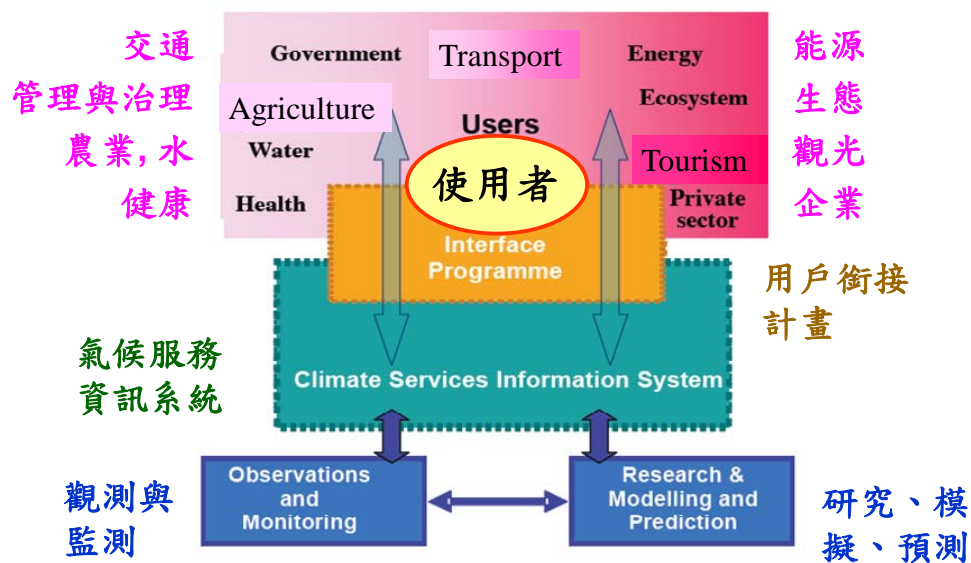 交通
管理與治理
農業, 水
健康
Government
Transport
Energy
Agriculture
Ecosystem
Users
Water
Tourism
使用者
Health
Private
sector
Interface
Programme
能源
生態
觀光
企業
用戶銜接
計畫
氣候服務
資訊系統
Climate Services Information System
觀測與
監測
Observations
and
Monitoring
Research &
Modelling and
Prediction
研究、模
擬、預測